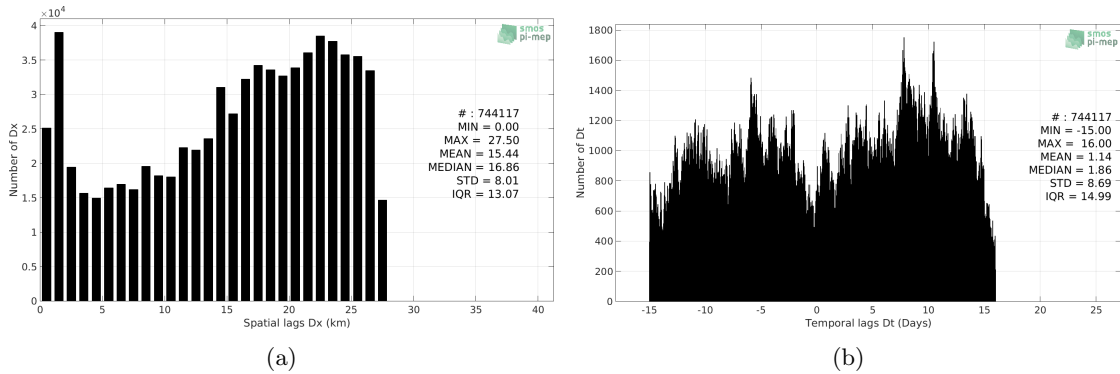 ×10⁴
4
3.5
3
2.5
2
1.5
1
0.5
0
Number of Dx
0 5 10 15 20 25 30 35 40
Spatial lags Dx (km)
smos
pi-mep
# : 744117
MIN = 0.00
MAX = 27.50
MEAN = 15.44
MEDIAN = 16.86
STD = 8.01
IQR = 13.07
(a)
1800
1600
1400
1200
1000
800
600
400
200
0
Number of Dt
-15 -10 -5 0 5 10 15 20 25
Temporal lags Dt (Days)
smos
pi-mep
# : 744117
MIN = -15.00
MAX = 16.00
MEAN = 1.14
MEDIAN = 1.86
STD = 8.69
IQR = 14.99
(b)